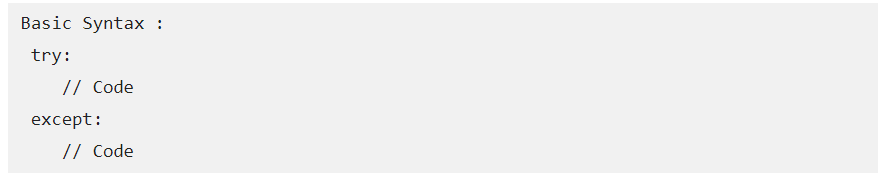 Basic Syntax :
try:
// Code
except:
// Code